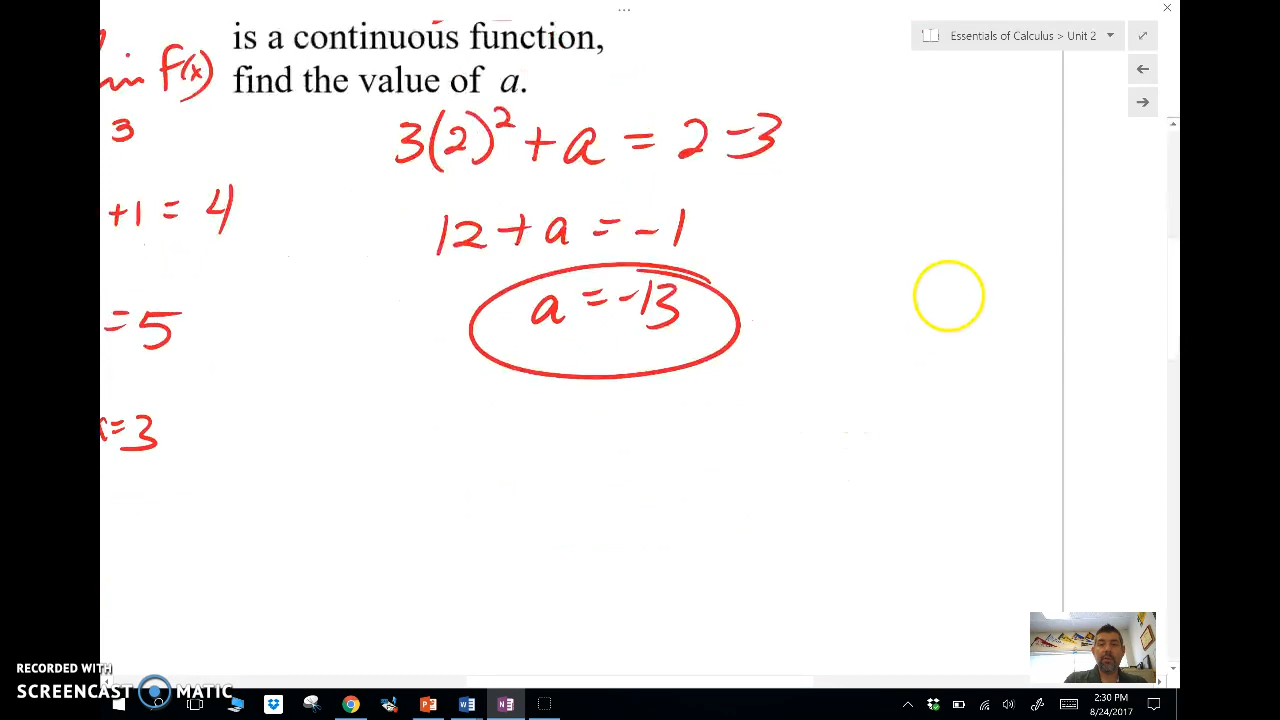 is a continuous function,
find the value of a.
Essentials of Calculus > Unit 2
f(x)
3
3(2)² + a = 2 - 3
+1 = 4
12 + a = -1
a = -13
= 5
x=3
RECORDED WITH
SCREENCAST MATIC
2:30 PM
8/24/2017